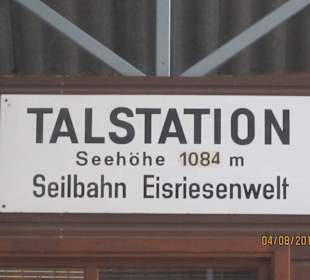 TALSTATION
Seehöhe 1084 m
Seilbahn Eisriesenwelt